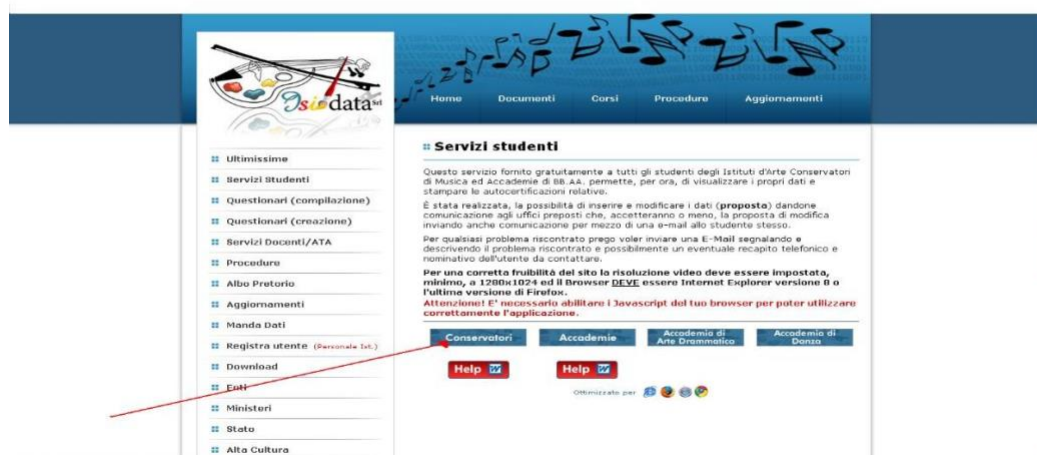 Isidata Srl
Home Documenti Corsi Procedure Aggiornamenti
Ultimissime
Servizi Studenti
Questionari (compilazione)
Questionari (creazione)
Servizi Docenti/ATA
Procedure
Albo Pretorio
Aggiornamenti
Manda Dati
Registra utente (Personale Ist.)
Download
Enti
Ministeri
Stato
Alta Cultura
Servizi studenti
Questo servizio fornito gratuitamente a tutti gli studenti degli Istituti d'Arte Conservatori
di Musica ed Accademie di BB.AA. permette, per ora, di visualizzare i propri dati e
stampare le autocertificazioni relative.
È stata realizzata, la possibilità di inserire e modificare i dati (proposta) dandone
comunicazione agli uffici preposti che, accetteranno o meno, la proposta di modifica
inviando anche comunicazione per mezzo di una e-mail allo studente stesso.
Per qualsiasi problema riscontrato prego voler inviare una E-Mail segnalando e
descrivendo il problema riscontrato e possibilmente un eventuale recapito telefonico e
nominativo dell'utente da contattare.
Per una corretta fruibilità del sito la risoluzione video deve essere impostata,
minimo, a 1280x1024 ed il Browser DEVE essere Internet Explorer versione 8 o
l'ultima versione di Firefox.
Attenzione! E' necessario abilitare i Javascript del tuo browser per poter utilizzare
correttamente l'applicazione.
Conservatori Accademie Accademia di Arte Drammatica Accademia di Danza
Help Help
Ottimizzato per